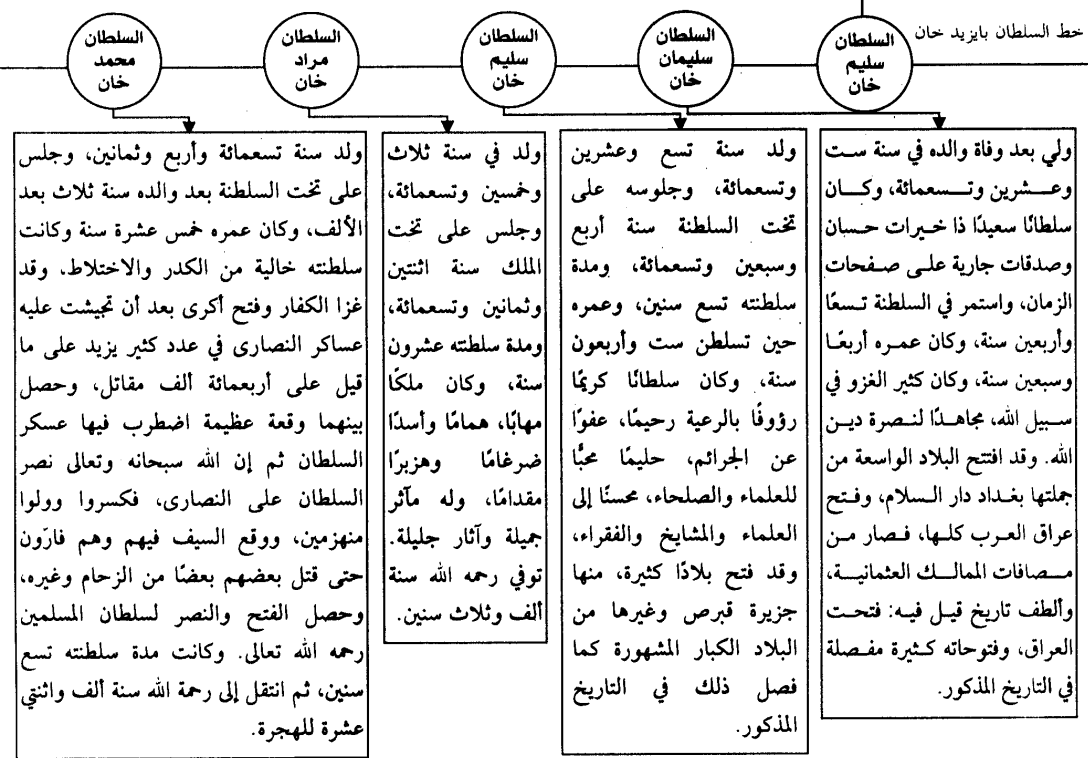 خط السلطان بايزيد خان
السلطان
سليم
خان
السلطان
سليمان
خان
السلطان
سليم
خان
السلطان
مراد
خان
السلطان
محمد
خان
ولي بعد وفاة والده في سنة ست
وعشرين وتسعمائة، وكان
سلطانًا سعيدًا ذا خيرات حسان
وصدقات جارية على صفحات
الزمان، واستمر في السلطنة تسعًا
وأربعين سنة، وكان عمره أربعًا
وسبعين سنة، وكان كثير الغزو في
سبيل الله، مجاهدًا لنصرة دين
الله. وقد افتتح البلاد الواسعة من
جملتها بغداد دار السلام، وفتح
عراق العرب كلها، فصار من
مصافات الممالك العثمانية،
وألطف تاريخ قيل فيه: فتحت
العراق، وفتوحاته كثيرة مفصلة
في التاريخ المذكور.
ولد سنة تسع وعشرين
وتسعمائة، وجلوسه على
تخت السلطنة سنة أربع
وسبعين وتسعمائة، ومدة
سلطنته تسع سنين، وعمره
حين تسلطن ست وأربعون
سنة، وكان سلطانًا كريمًا
رؤوفًا بالرعية رحيمًا، عفوًا
عن الجرائم، حليمًا محبًّا
للعلماء والصلحاء، محسنًا إلى
العلماء والمشايخ والفقراء،
وقد فتح بلادًا كثيرة، منها
جزيرة قبرص وغيرها من
البلاد الكبار المشهورة كما
فصل ذلك في التاريخ
المذكور.
ولد في سنة ثلاث
وخمسين وتسعمائة،
وجلس على تخت
الملك سنة اثنتين
وثمانين وتسعمائة،
ومدة سلطنته عشرون
سنة، وكان ملكًا
مهابًا، همامًا وأسدًا
ضرغامًا وهزبرًا
مقدامًا، وله مآثر
جميلة وآثار جليلة.
توفي رحمه الله سنة
ألف وثلاث سنين.
ولد سنة تسعمائة وأربع وثمانين، وجلس
على تخت السلطنة بعد والده سنة ثلاث بعد
الألف، وكان عمره خمس عشرة سنة وكانت
سلطنته خالية من الكدر والاختلاط، وقد
غزا الكفار وفتح أكرى بعد أن تجيشت عليه
عساكر النصارى في عدد كثير يزيد على ما
قيل على أربعمائة ألف مقاتل، وحصل
بينهما وقعة عظيمة اضطرب فيها عسكر
السلطان ثم إن الله سبحانه وتعالى نصر
السلطان على النصارى، فكسروا وولوا
منهزمين، ووقع السيف فيهم وهم فارّون
حتى قتل بعضهم بعضًا من الزحام وغيره،
وحصل الفتح والنصر لسلطان المسلمين
رحمه الله تعالى. وكانت مدة سلطنته تسع
سنين، ثم انتقل إلى رحمة الله سنة ألف واثنتي
عشرة للهجرة.